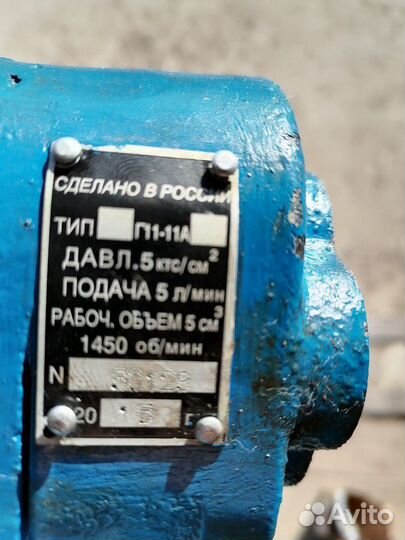 СДЕЛАНО В РОССИИ
ТИП Г11-11А
ДАВЛ. 5 КГС/СМ²
ПОДАЧА 5 Л/МИН
РАБОЧ. ОБЪЕМ 5 СМ³
1450 об/мин
N
20 15 г
Avito